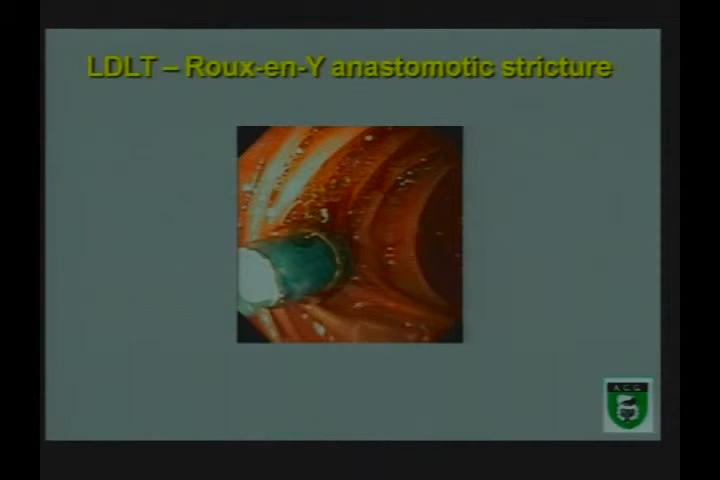 LDLT – Roux-en-Y anastomotic stricture
A.C.G.